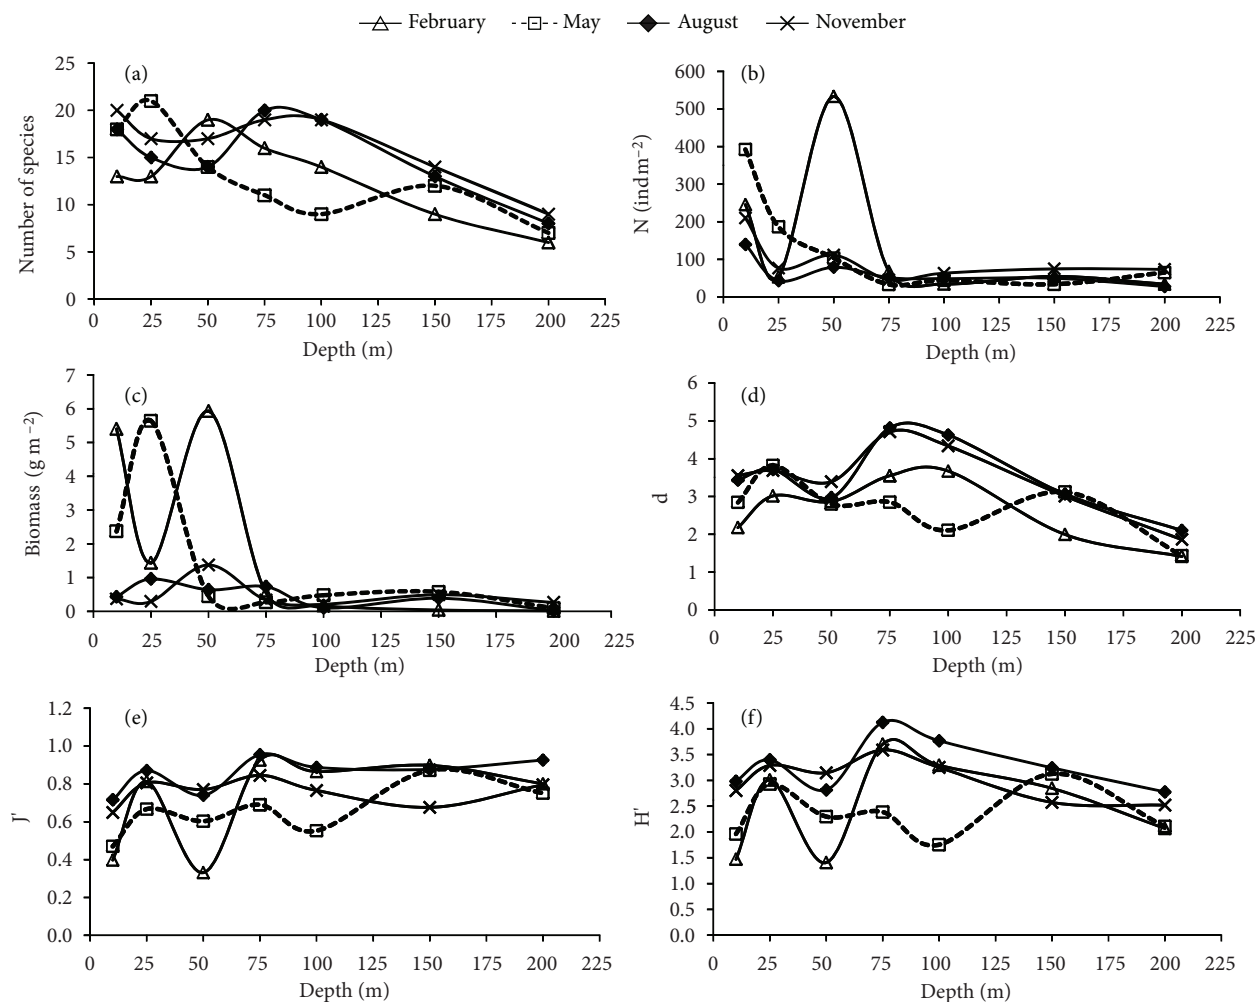 February May August November
(a)
Number of species
25
20
15
10
5
0
0 25 50 75 100 125 150 175 200 225
Depth (m)
(b)
N (ind m⁻²)
600
500
400
300
200
100
0
0 25 50 75 100 125 150 175 200 225
Depth (m)
(c)
Biomass (g m⁻²)
7
6
5
4
3
2
1
0
0 25 50 75 100 125 150 175 200 225
Depth (m)
(d)
d
6
5
4
3
2
1
0
0 25 50 75 100 125 150 175 200 225
Depth (m)
(e)
J'
1.2
1.0
0.8
0.6
0.4
0.2
0.0
0 25 50 75 100 125 150 175 200 225
Depth (m)
(f)
H'
4.5
4.0
3.5
3.0
2.5
2.0
1.5
1.0
0.5
0.0
0 25 50 75 100 125 150 175 200 225
Depth (m)